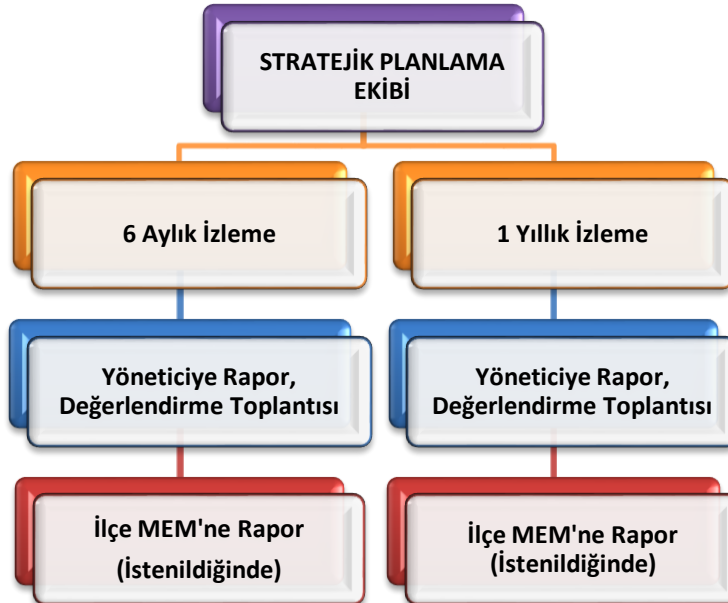 STRATEJİK PLANLAMA
EKİBİ
6 Aylık İzleme
1 Yıllık İzleme
Yöneticiye Rapor,
Değerlendirme Toplantısı
Yöneticiye Rapor,
Değerlendirme Toplantısı
İlçe MEM'ne Rapor
(İstenildiğinde)
İlçe MEM'ne Rapor
(İstenildiğinde)